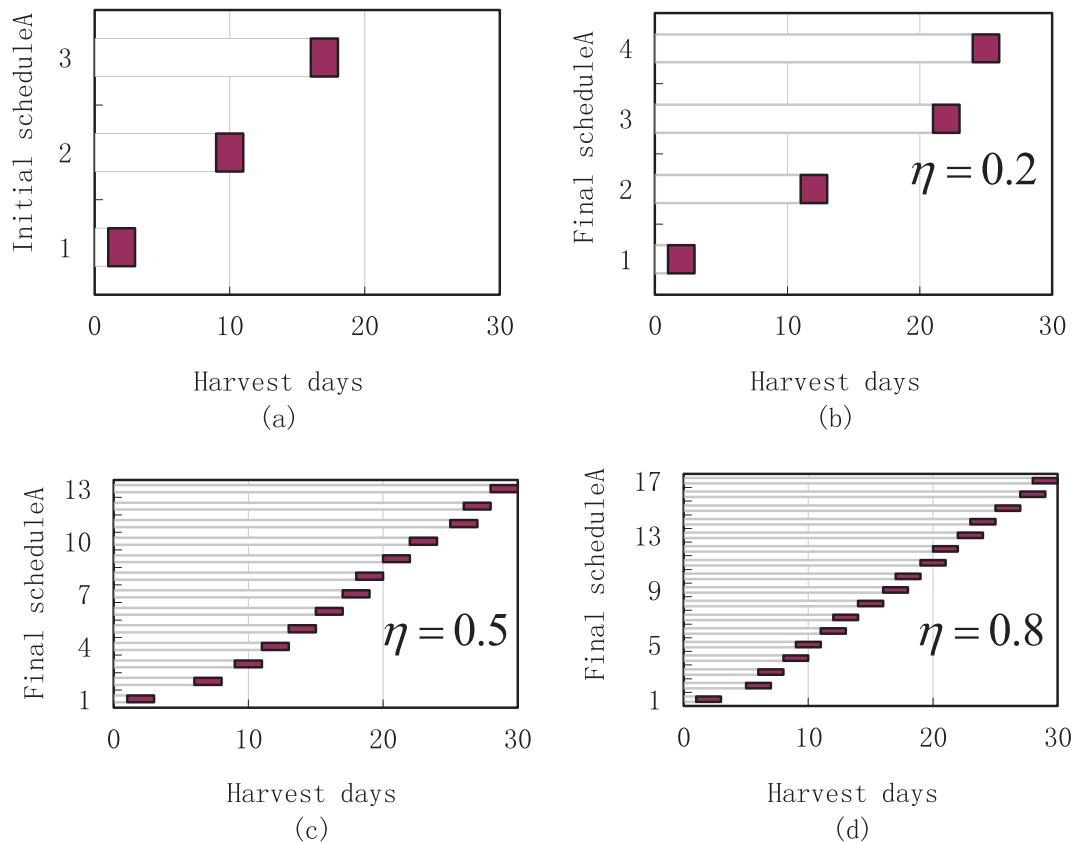 Initial scheduleA
3
2
1
0 10 20 30
Harvest days
(a)
Final scheduleA
4
3
2
1
η = 0.2
0 10 20 30
Harvest days
(b)
Final scheduleA
13
10
7
4
1
η = 0.5
0 10 20 30
Harvest days
(c)
Final scheduleA
17
13
9
5
1
η = 0.8
0 10 20 30
Harvest days
(d)